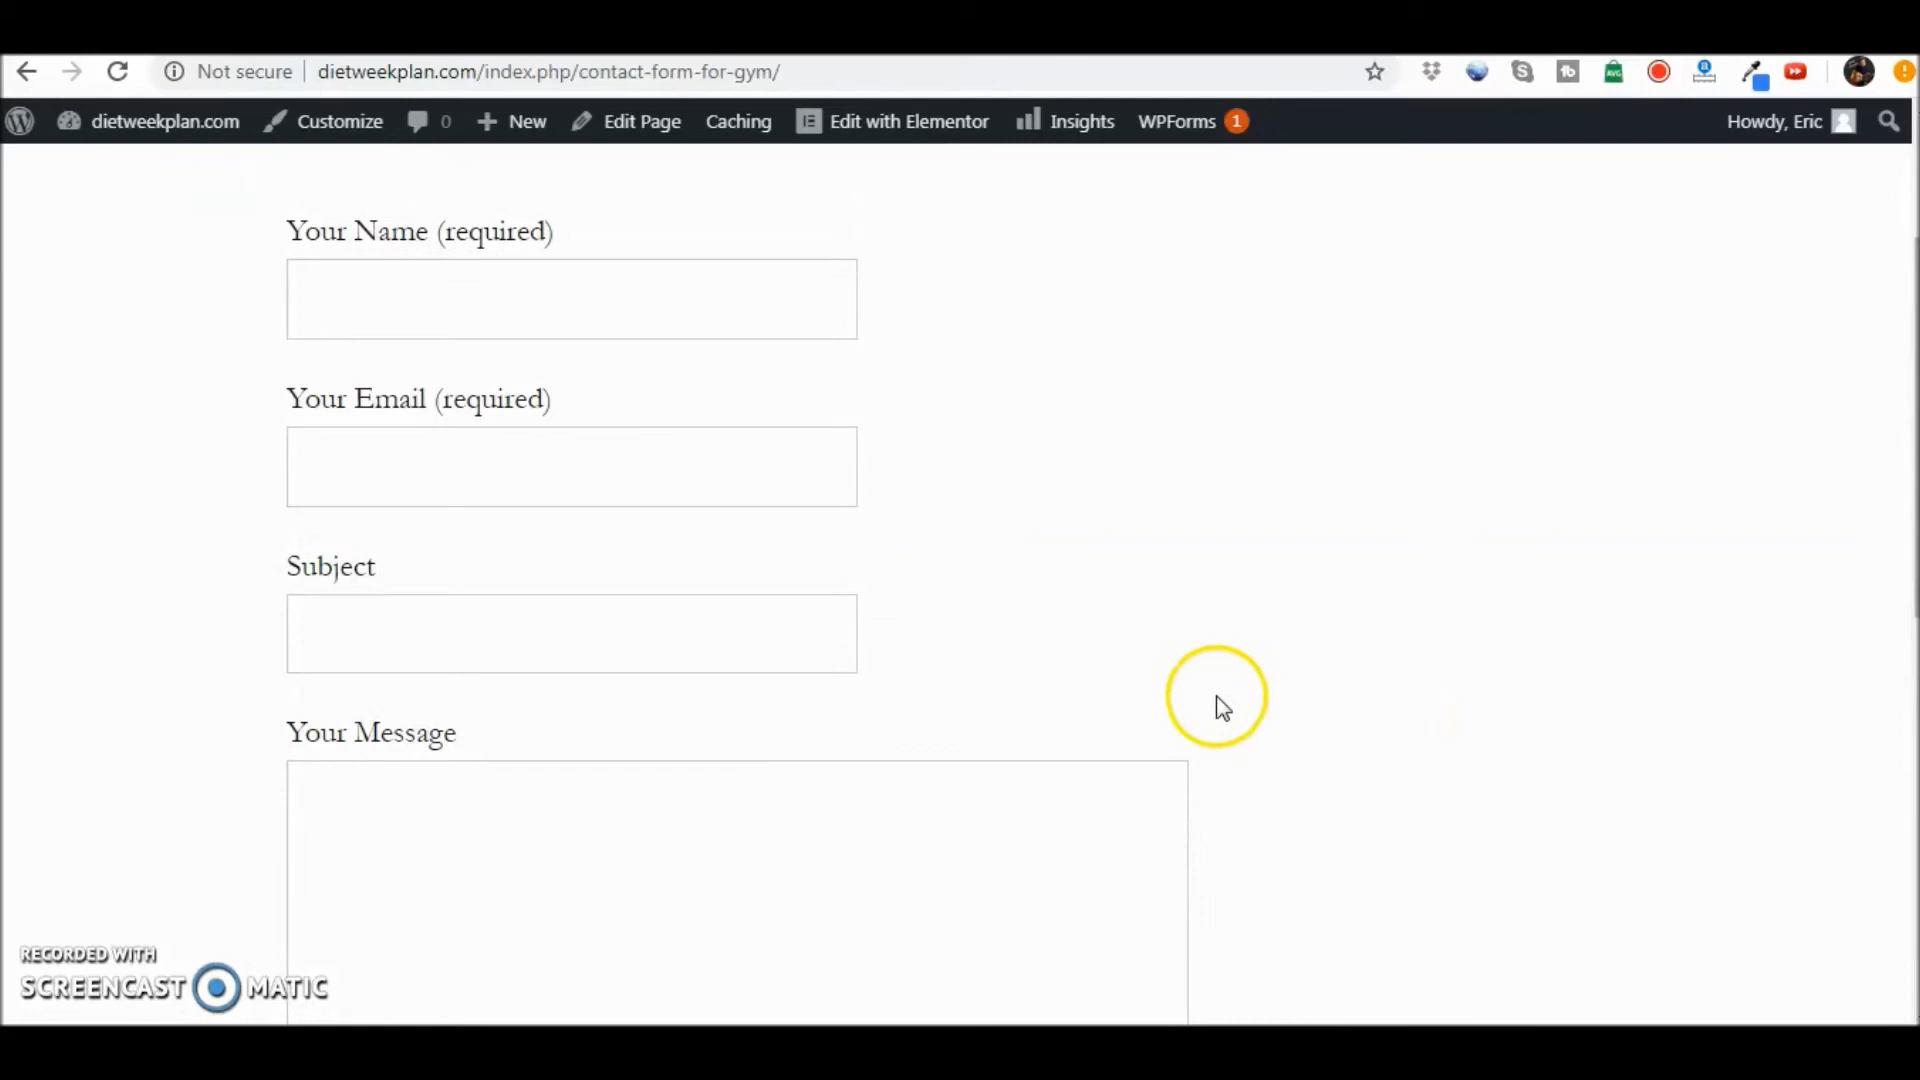 Not secure dietweekplan.com/index.php/contact-form-for-gym/
dietweekplan.com Customize 0 New Edit Page Caching Edit with Elementor Insights WPForms 1 Howdy, Eric
Your Name (required)
Your Email (required)
Subject
Your Message
RECORDED WITH
SCREENCAST MATIC